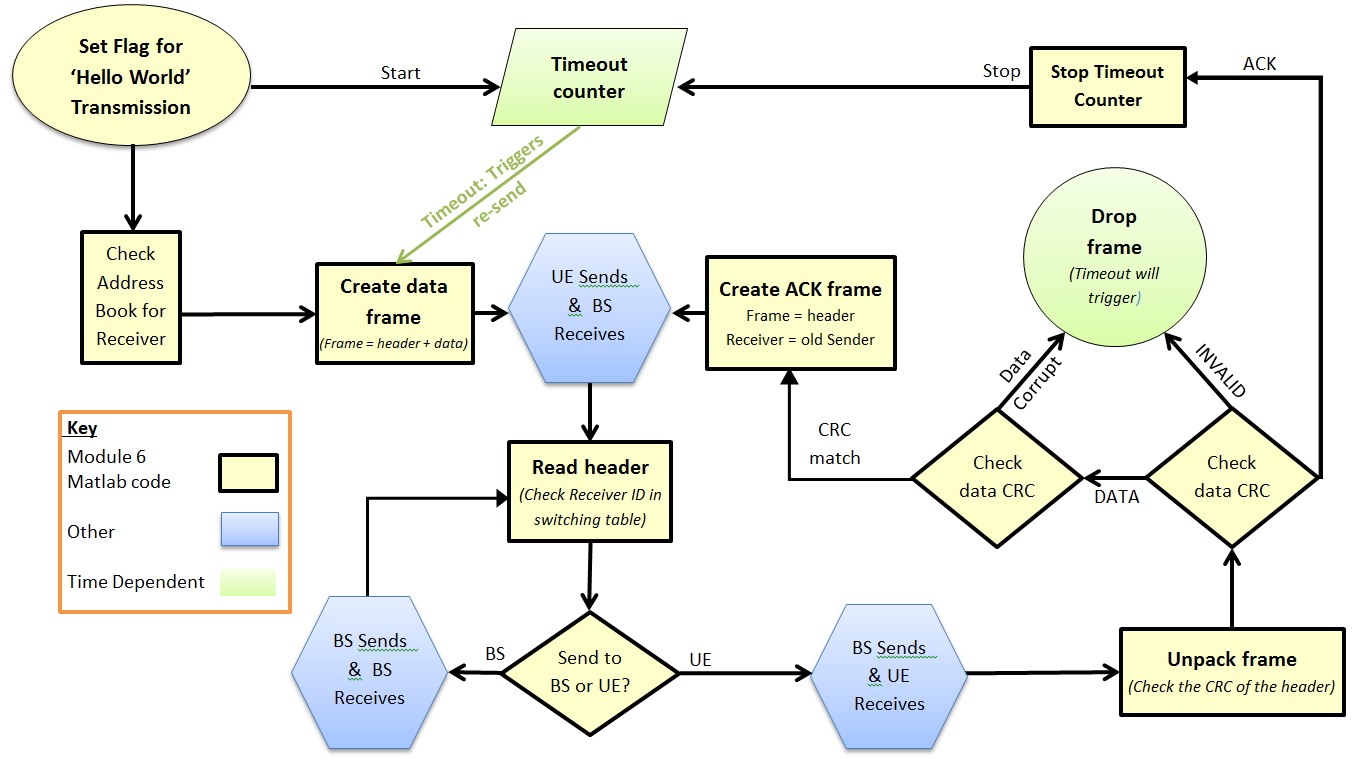 Set Flag for
‘Hello World’
Transmission
Start
Timeout
counter
Stop
Stop Timeout
Counter
ACK
Timeout: Triggers
re-send
Check
Address
Book for
Receiver
Create data
frame
(Frame = header + data)
UE Sends
& BS
Receives
Create ACK frame
Frame = header
Receiver = old Sender
Drop
frame
(Timeout will
trigger)
Data
Corrupt
INVALID
CRC
match
Check
data CRC
DATA
Check
data CRC
Key
Module 6
Matlab code
Other
Time Dependent
Read header
(Check Receiver ID in
switching table)
BS Sends
& BS
Receives
BS
Send to
BS or UE?
UE
BS Sends
& UE
Receives
Unpack frame
(Check the CRC of the header)